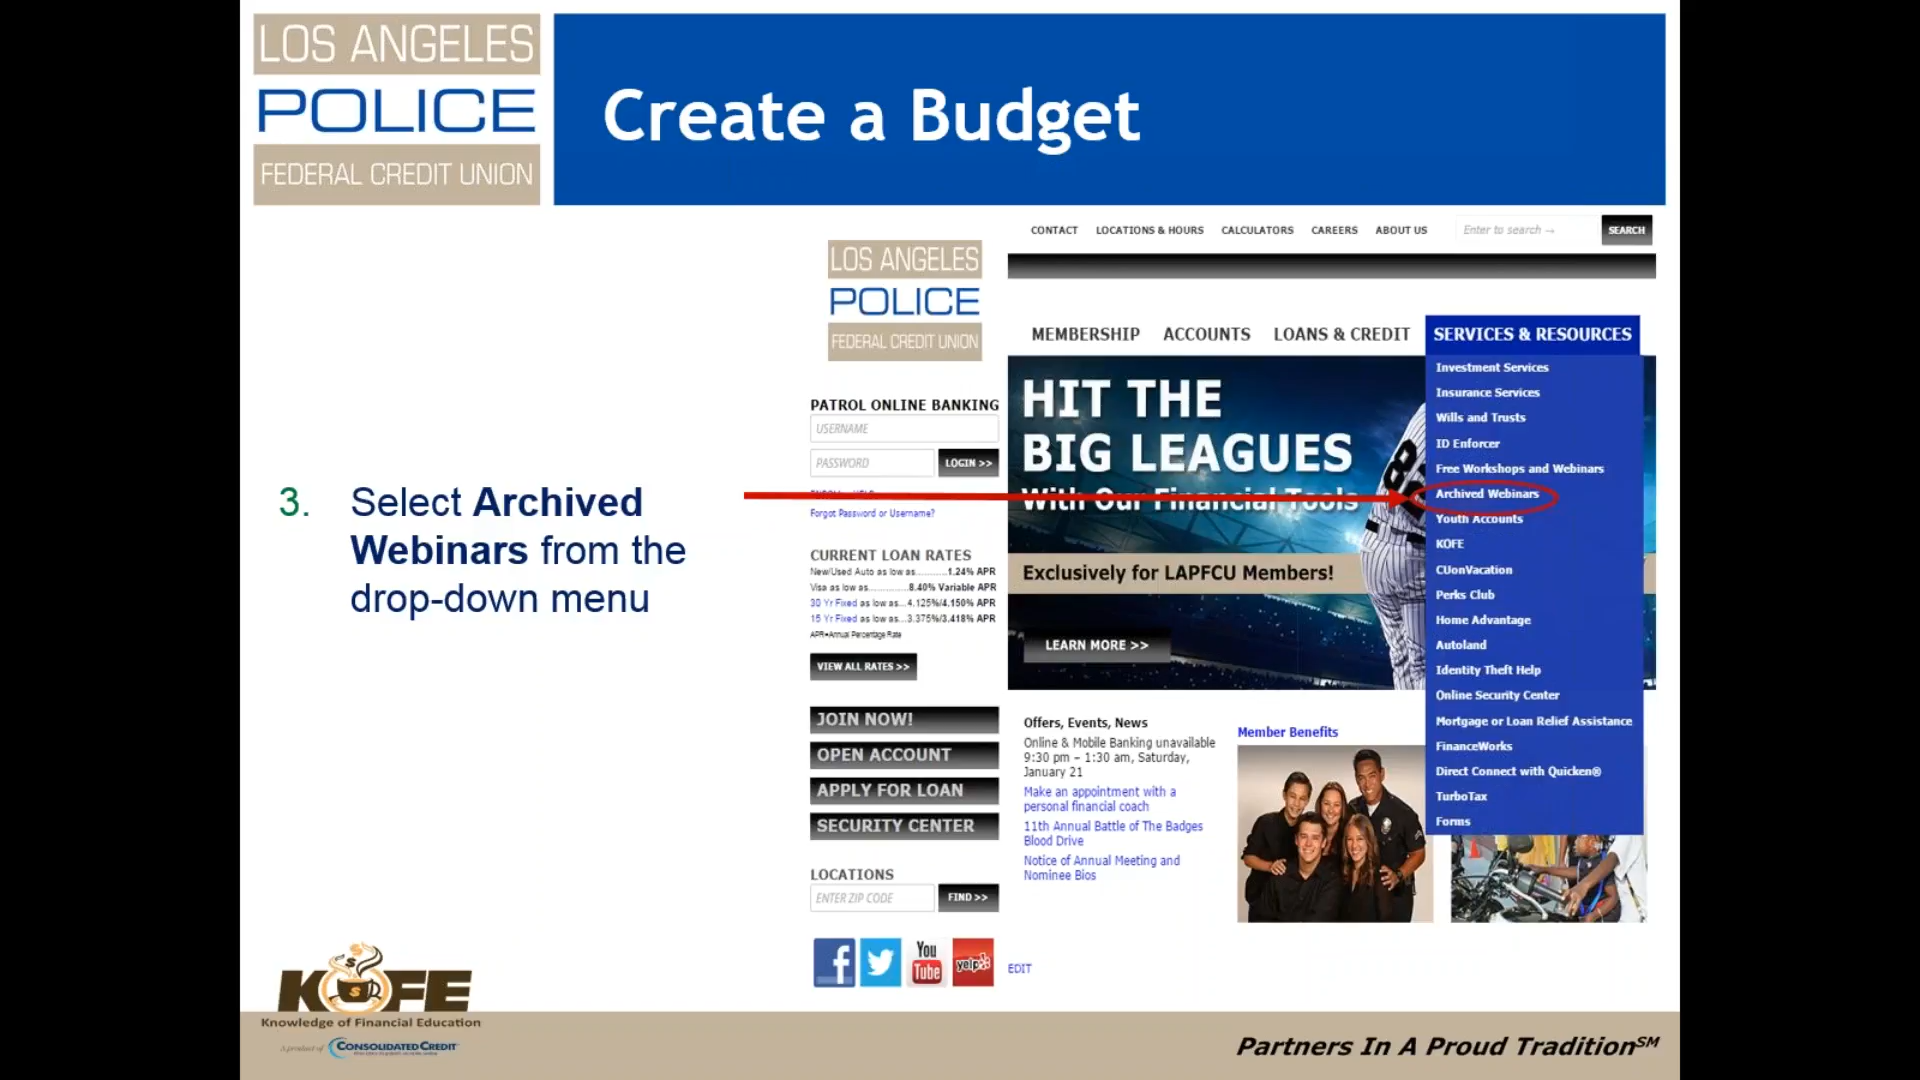 LOS ANGELES
POLICE
FEDERAL CREDIT UNION
Create a Budget
3. Select Archived
Webinars from the
drop-down menu
CONTACT LOCATIONS & HOURS CALCULATORS CAREERS ABOUT US
Enter to search →
SEARCH
LOS ANGELES
POLICE
FEDERAL CREDIT UNION
MEMBERSHIP ACCOUNTS LOANS & CREDIT SERVICES & RESOURCES
PATROL ONLINE BANKING
USERNAME
PASSWORD
LOGIN >>
Forgot Password or Username?
CURRENT LOAN RATES
New/Used Auto as low as..........1.24% APR
Visa as low as..............8.40% Variable APR
30 Yr Fixed as low as...4.125%/4.150% APR
15 Yr Fixed as low as...3.375%/3.418% APR
APR=Annual Percentage Rate
VIEW ALL RATES >>
JOIN NOW!
OPEN ACCOUNT
APPLY FOR LOAN
SECURITY CENTER
LOCATIONS
ENTER ZIP CODE
FIND >>
You
Tube
yelp
EDIT
HIT THE
BIG LEAGUES
With Our Financial Tools
Exclusively for LAPFCU Members!
LEARN MORE >>
Investment Services
Insurance Services
Wills and Trusts
ID Enforcer
Free Workshops and Webinars
Archived Webinars
Youth Accounts
KOFE
CUonVacation
Perks Club
Home Advantage
Autoland
Identity Theft Help
Online Security Center
Mortgage or Loan Relief Assistance
FinanceWorks
Direct Connect with Quicken®
TurboTax
Forms
Offers, Events, News
Online & Mobile Banking unavailable
9:30 pm – 1:30 am, Saturday,
January 21
Make an appointment with a
personal financial coach
11th Annual Battle of The Badges
Blood Drive
Notice of Annual Meeting and
Nominee Bios
Member Benefits
KOFE
Knowledge of Financial Education
A product of CONSOLIDATED CREDIT
Partners In A Proud Tradition℠